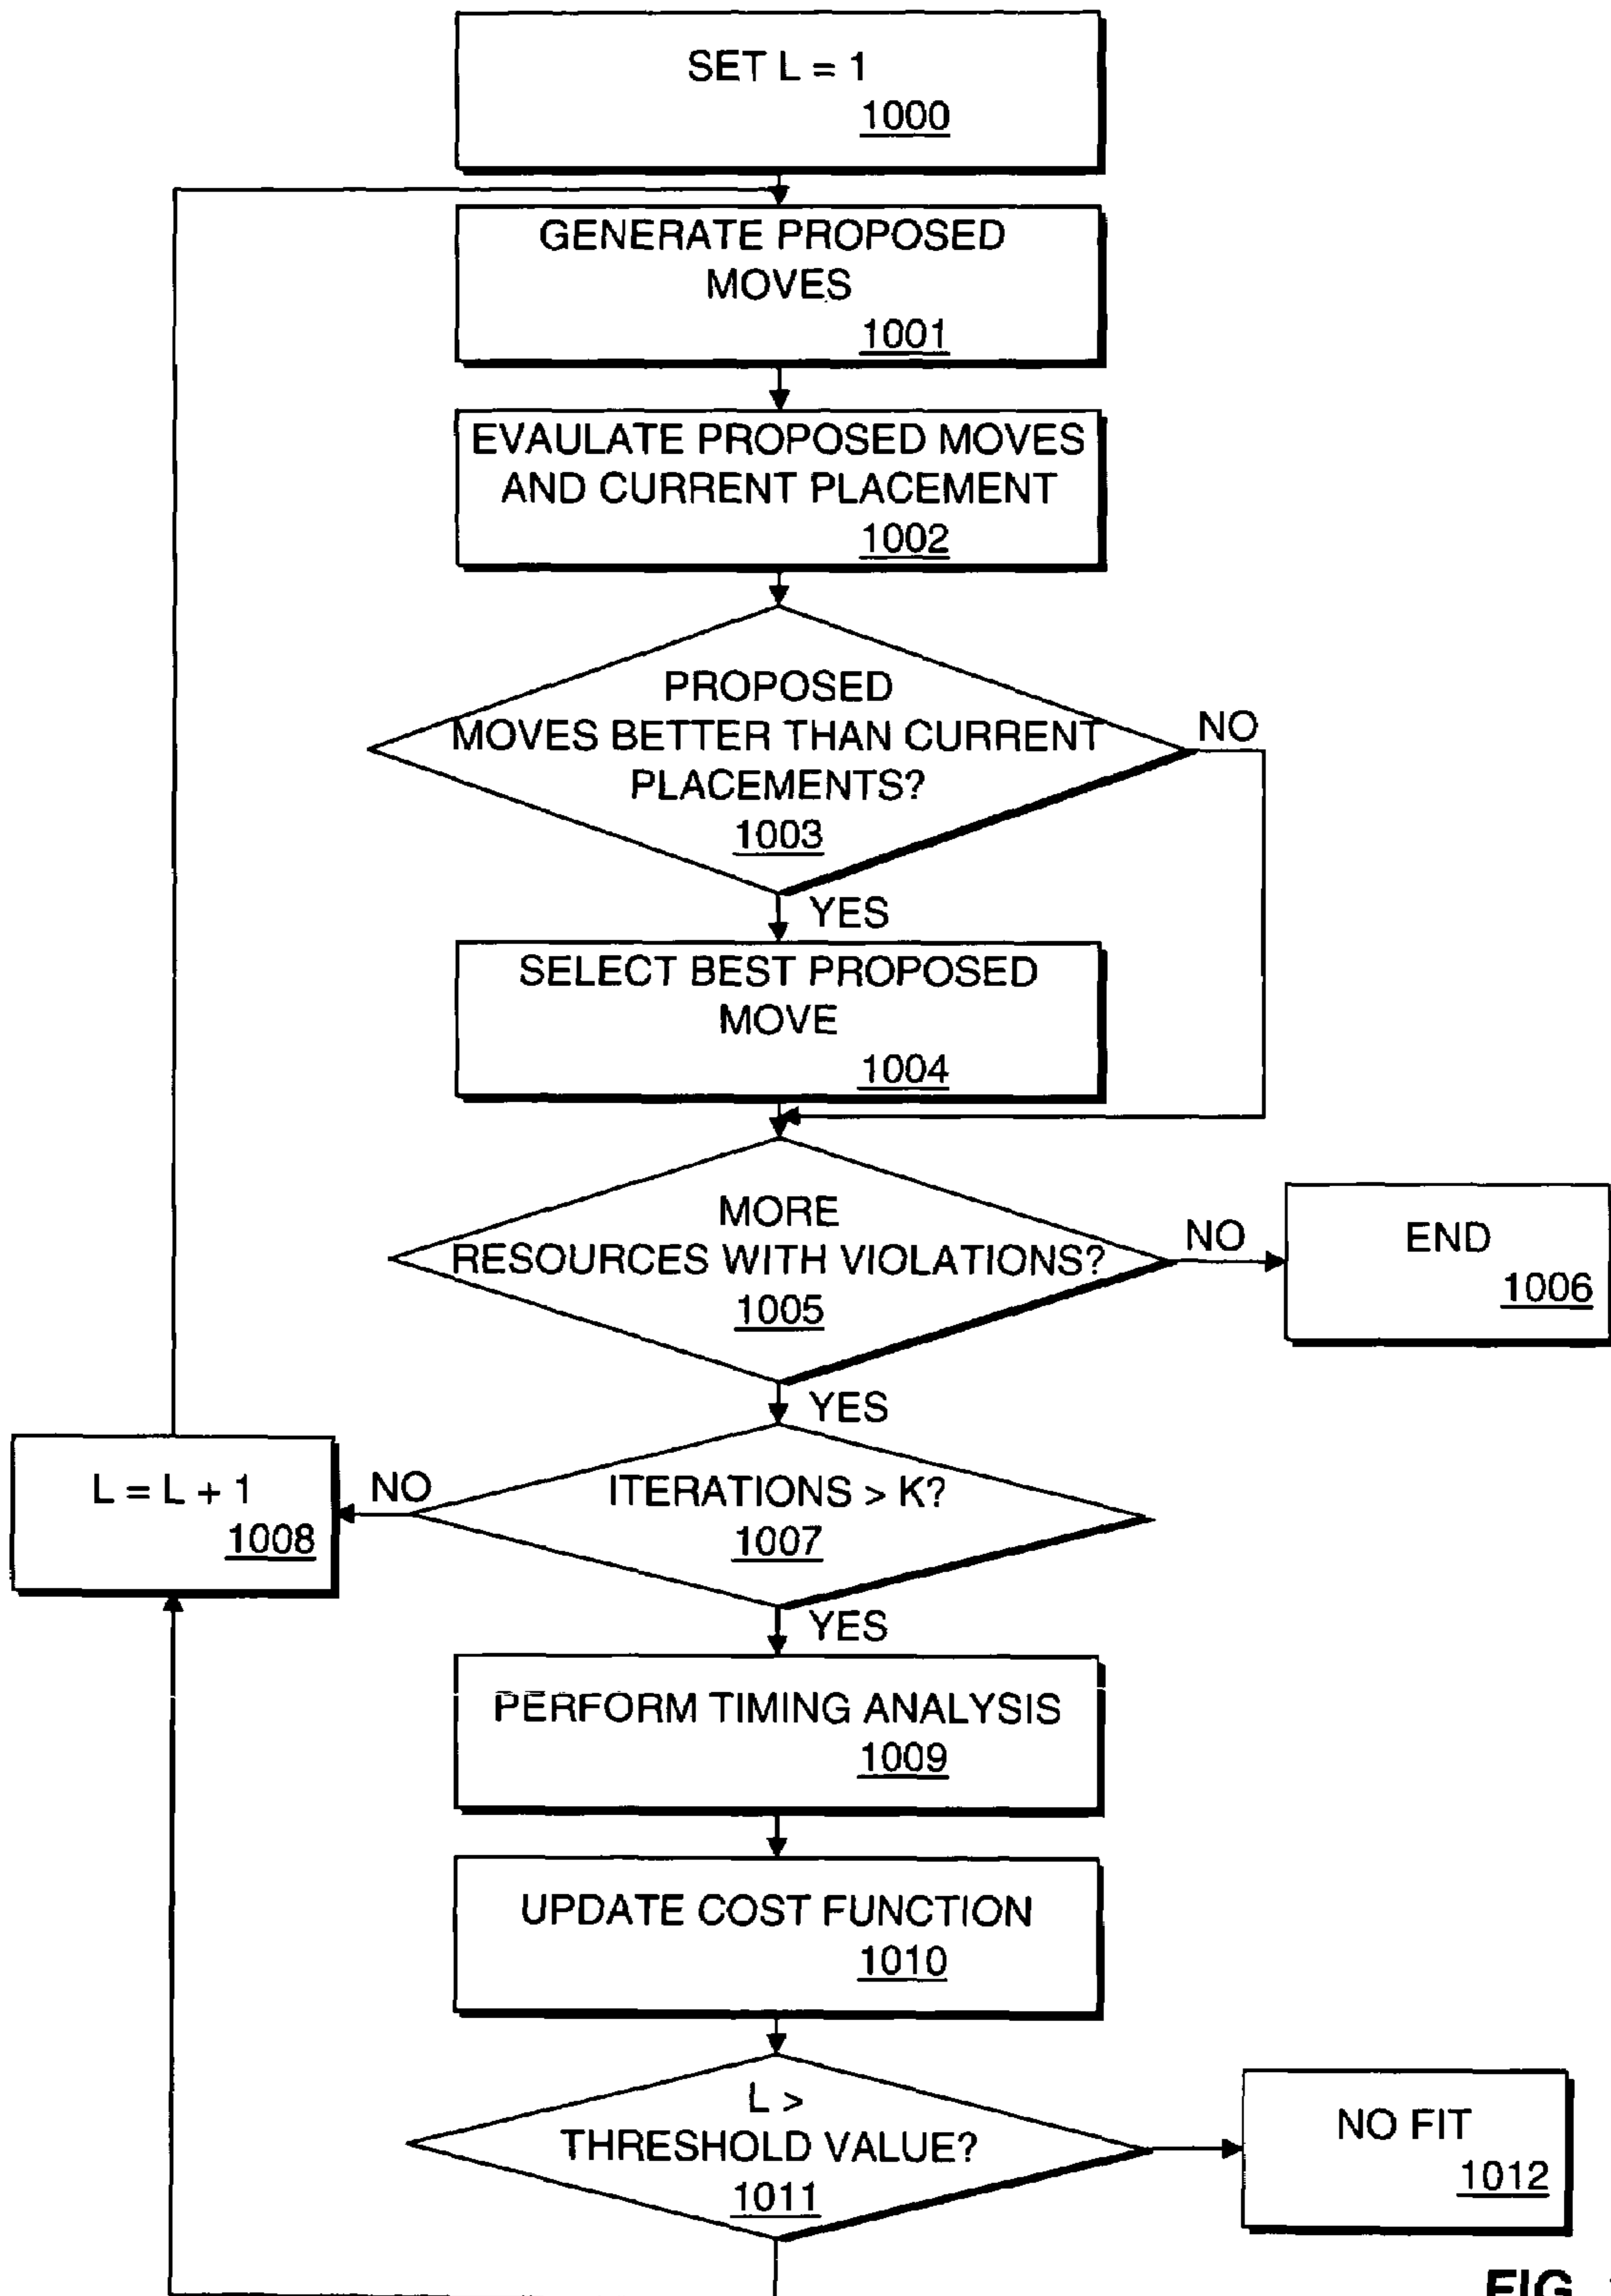 SET L = 1
1000
GENERATE PROPOSED
MOVES
1001
EVAULATE PROPOSED MOVES
AND CURRENT PLACEMENT
1002
PROPOSED
MOVES BETTER THAN CURRENT
PLACEMENTS?
1003
NO
YES
SELECT BEST PROPOSED
MOVE
1004
MORE
RESOURCES WITH VIOLATIONS?
1005
NO
END
1006
YES
L = L + 1
1008
NO
ITERATIONS > K?
1007
YES
PERFORM TIMING ANALYSIS
1009
UPDATE COST FUNCTION
1010
L >
THRESHOLD VALUE?
1011
NO FIT
1012
FIG.